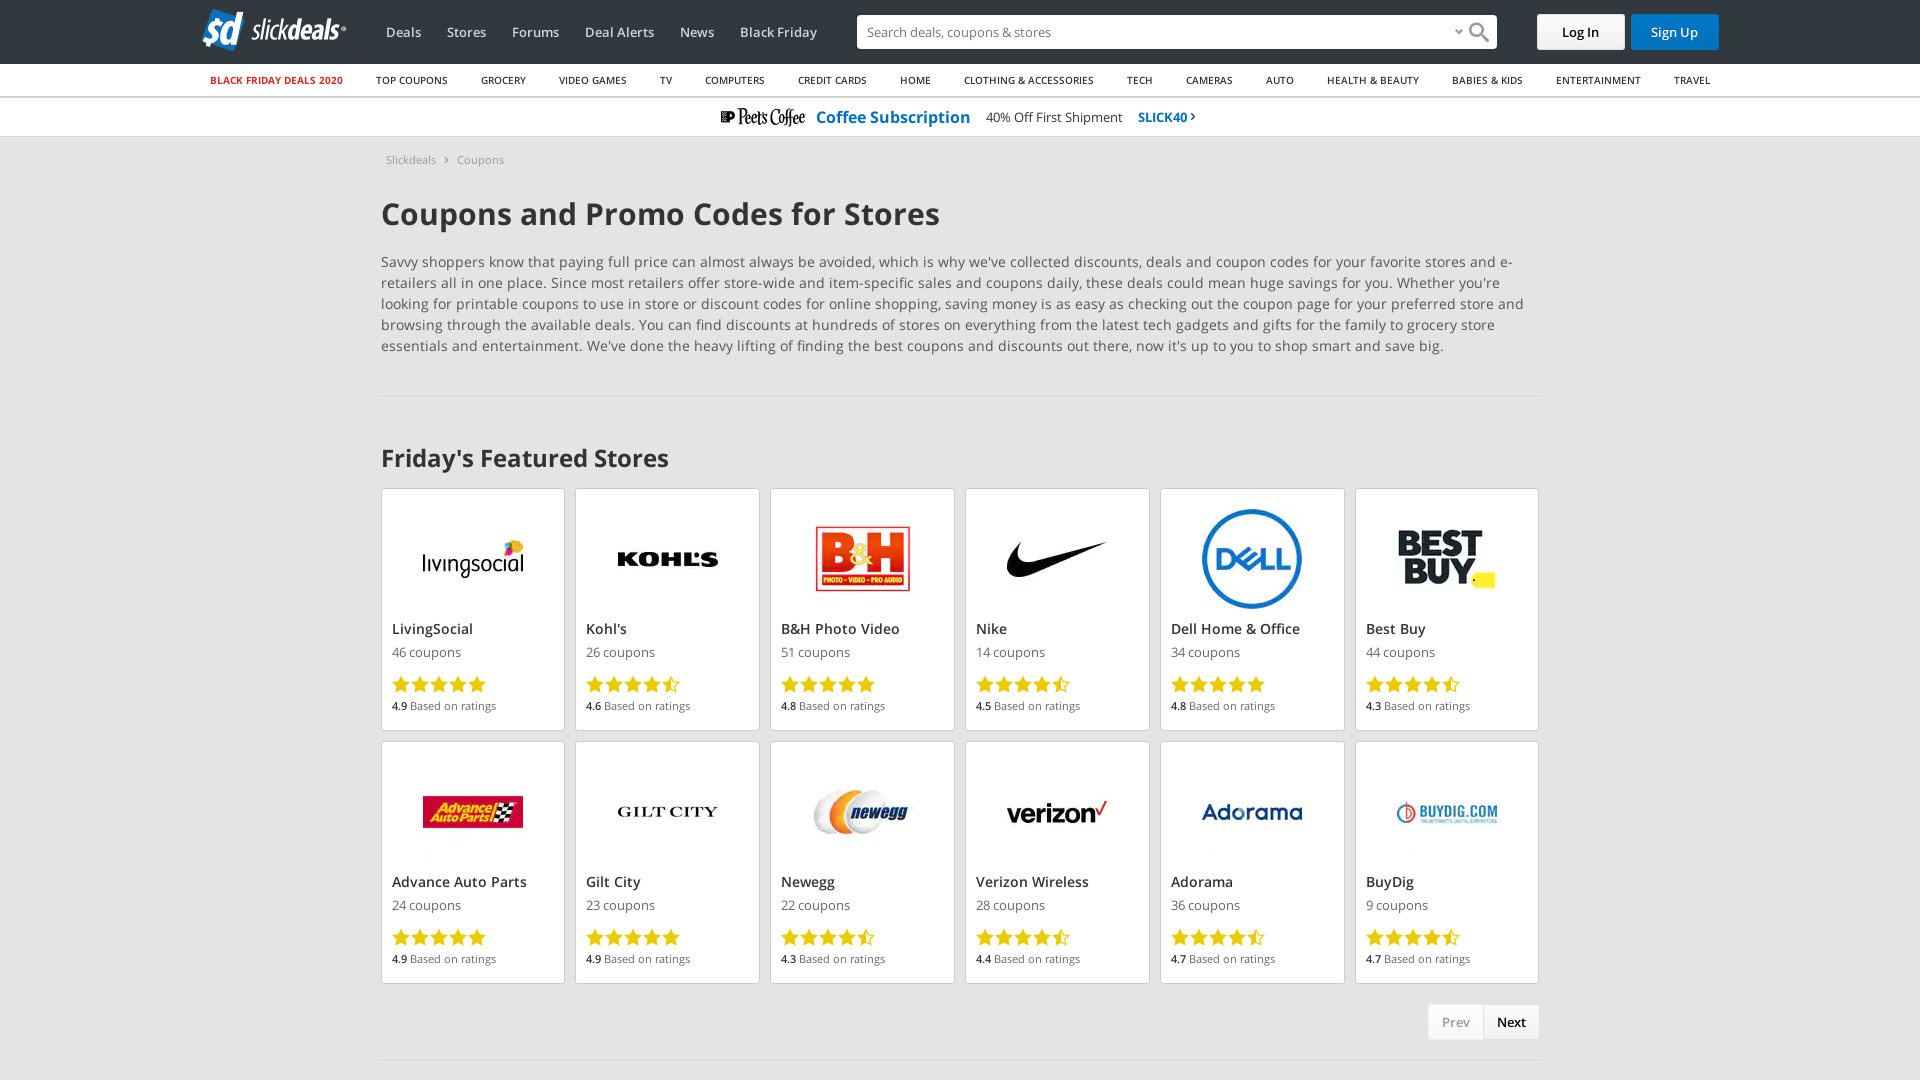 sd slickdeals
Deals Stores Forums Deal Alerts News Black Friday
Search deals, coupons & stores
Log In
Sign Up
BLACK FRIDAY DEALS 2020 TOP COUPONS GROCERY VIDEO GAMES TV COMPUTERS CREDIT CARDS HOME CLOTHING & ACCESSORIES TECH CAMERAS AUTO HEALTH & BEAUTY BABIES & KIDS ENTERTAINMENT TRAVEL
Peet's Coffee Coffee Subscription 40% Off First Shipment SLICK40
Slickdeals Coupons
Coupons and Promo Codes for Stores
Savvy shoppers know that paying full price can almost always be avoided, which is why we've collected discounts, deals and coupon codes for your favorite stores and e-
retailers all in one place. Since most retailers offer store-wide and item-specific sales and coupons daily, these deals could mean huge savings for you. Whether you're
looking for printable coupons to use in store or discount codes for online shopping, saving money is as easy as checking out the coupon page for your preferred store and
browsing through the available deals. You can find discounts at hundreds of stores on everything from the latest tech gadgets and gifts for the family to grocery store
essentials and entertainment. We've done the heavy lifting of finding the best coupons and discounts out there, now it's up to you to shop smart and save big.
Friday's Featured Stores
livingsocial
LivingSocial
46 coupons
4.9 Based on ratings
KOHL'S
Kohl's
26 coupons
4.6 Based on ratings
B&H
PHOTO - VIDEO - PRO AUDIO
B&H Photo Video
51 coupons
4.8 Based on ratings
Nike
14 coupons
4.5 Based on ratings
DELL
Dell Home & Office
34 coupons
4.8 Based on ratings
BEST
BUY
Best Buy
44 coupons
4.3 Based on ratings
Advance
Auto Parts
Advance Auto Parts
24 coupons
4.9 Based on ratings
GILT CITY
Gilt City
23 coupons
4.9 Based on ratings
newegg
Newegg
22 coupons
4.3 Based on ratings
verizon
Verizon Wireless
28 coupons
4.4 Based on ratings
Adorama
Adorama
36 coupons
4.7 Based on ratings
BUYDIG.COM
BuyDig
9 coupons
4.7 Based on ratings
Prev Next